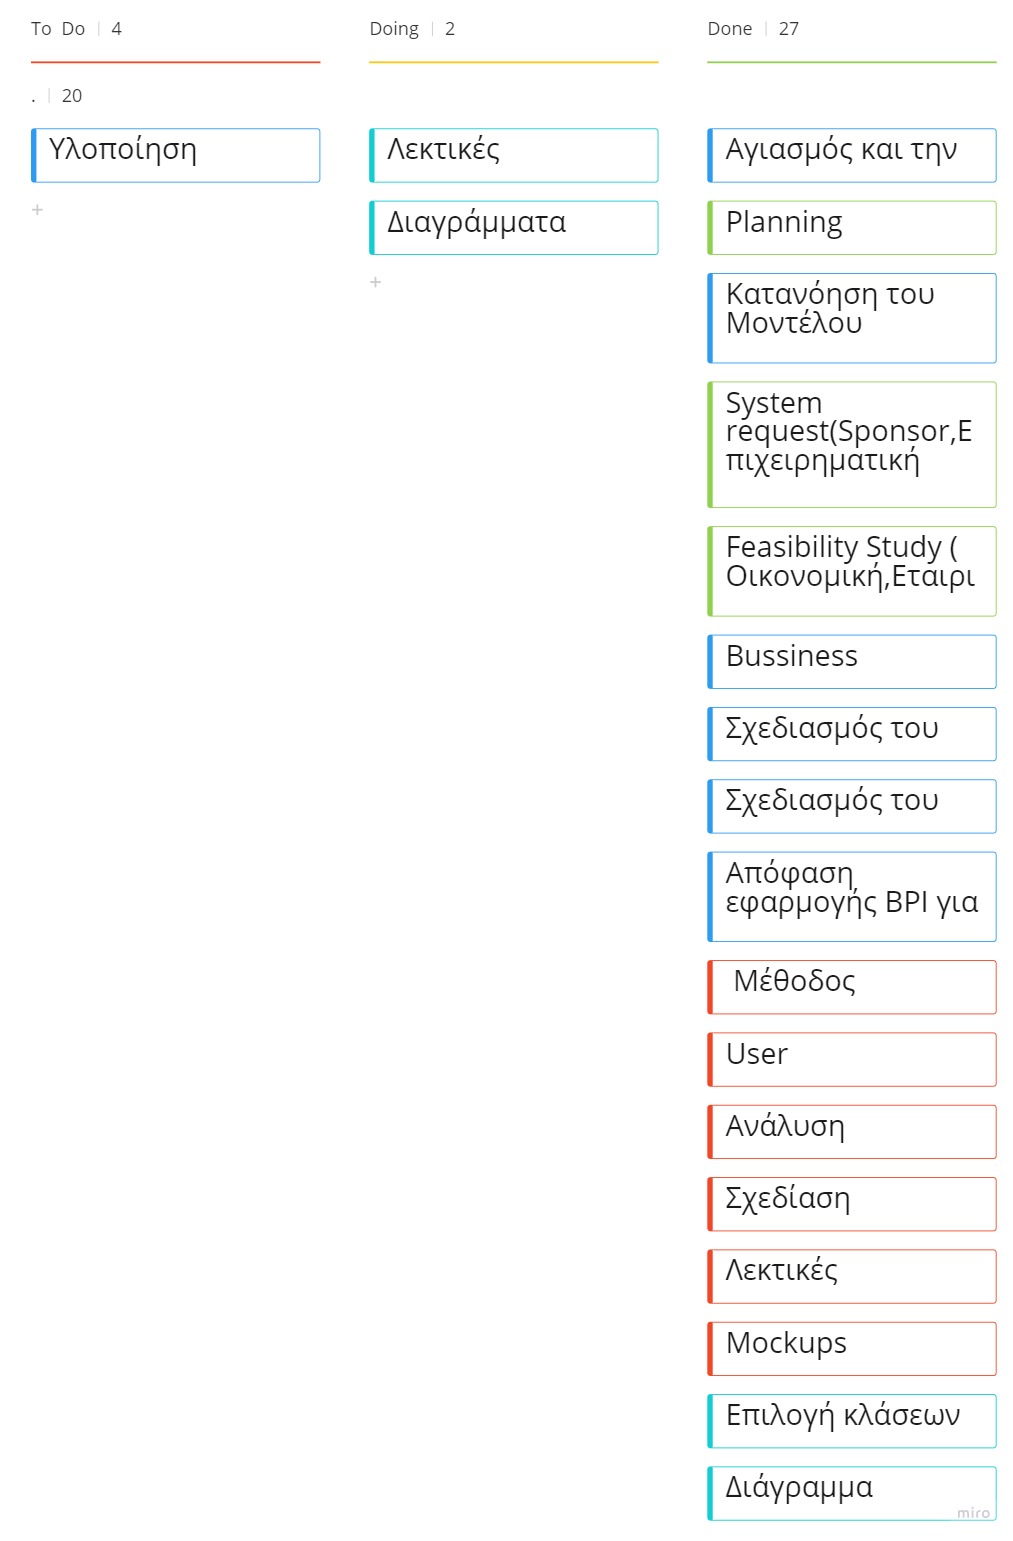 To Do | 4
Doing | 2
Done | 27
. | 20
Υλοποίηση
+
Λεκτικές
Διαγράμματα
+
Αγιασμός και την
Planning
Κατανόηση του
Μοντέλου
System
request(Sponsor,Ε
πιχειρηματική
Feasibility Study (
Οικονομική,Εταιρι
Bussiness
Σχεδιασμός του
Σχεδιασμός του
Απόφαση
εφαρμογής BPI για
Μέθοδος
User
Ανάλυση
Σχεδίαση
Λεκτικές
Mockups
Επιλογή κλάσεων
Διάγραμμα
miro